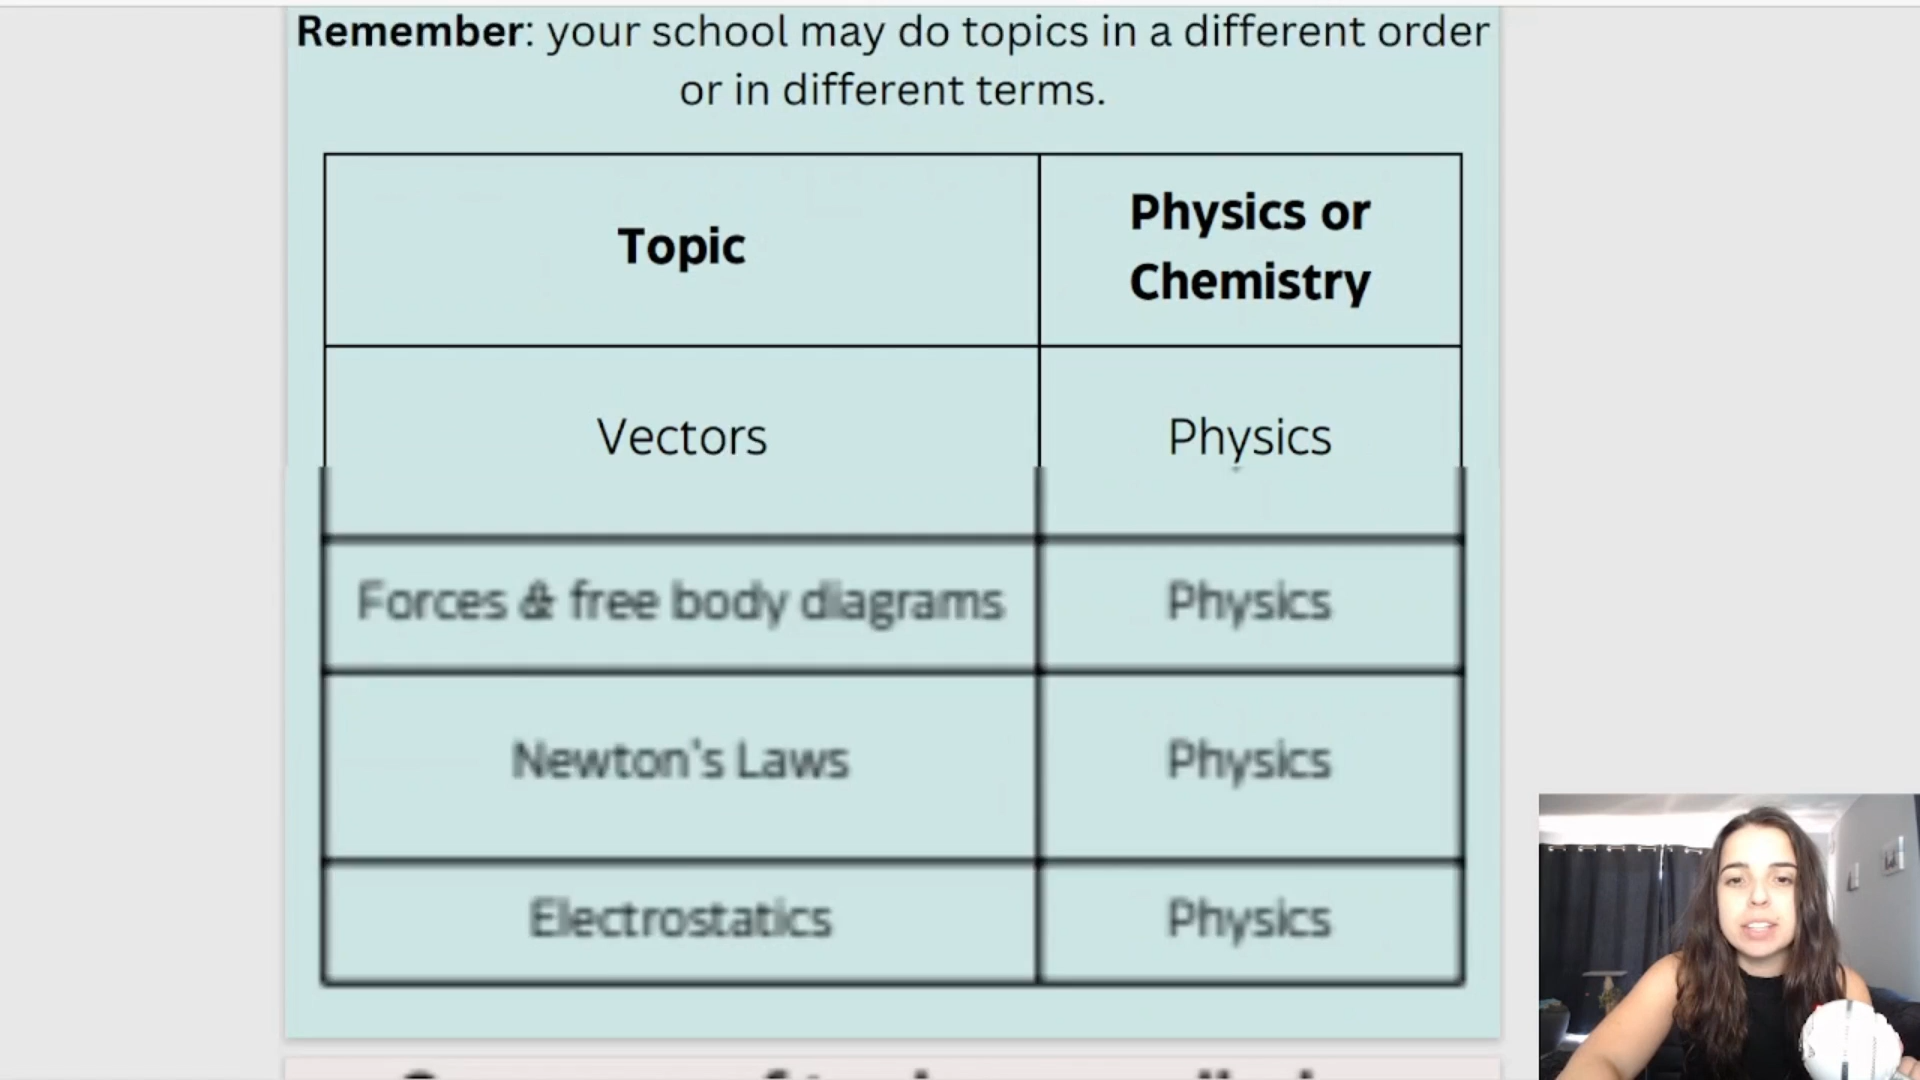 Remember: your school may do topics in a different order
or in different terms.
Topic
Physics or
Chemistry
Vectors
Physics
Forces & free body diagrams
Physics
Newton's Laws
Physics
Electrostatics
Physics